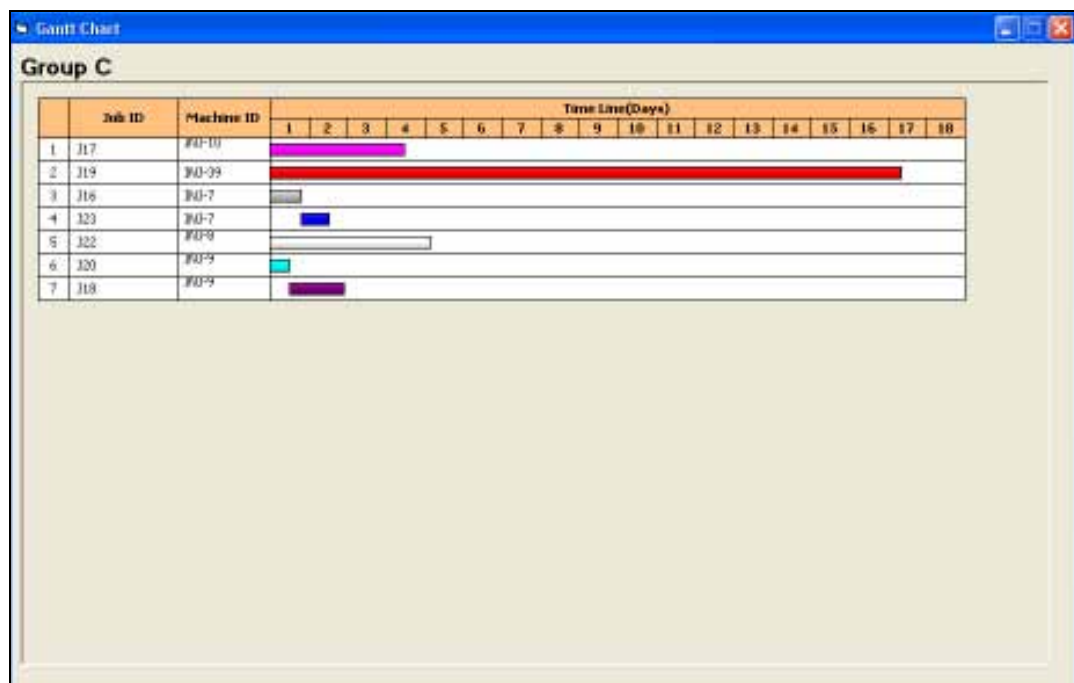 Gantt Chart
Group C
Job ID Machine ID Time Line(Days)
1 2 3 4 5 6 7 8 9 10 11 12 13 14 15 16 17 18
1 J17
2 J19
3 J16
4 J23
5 J22
6 J20
7 J18